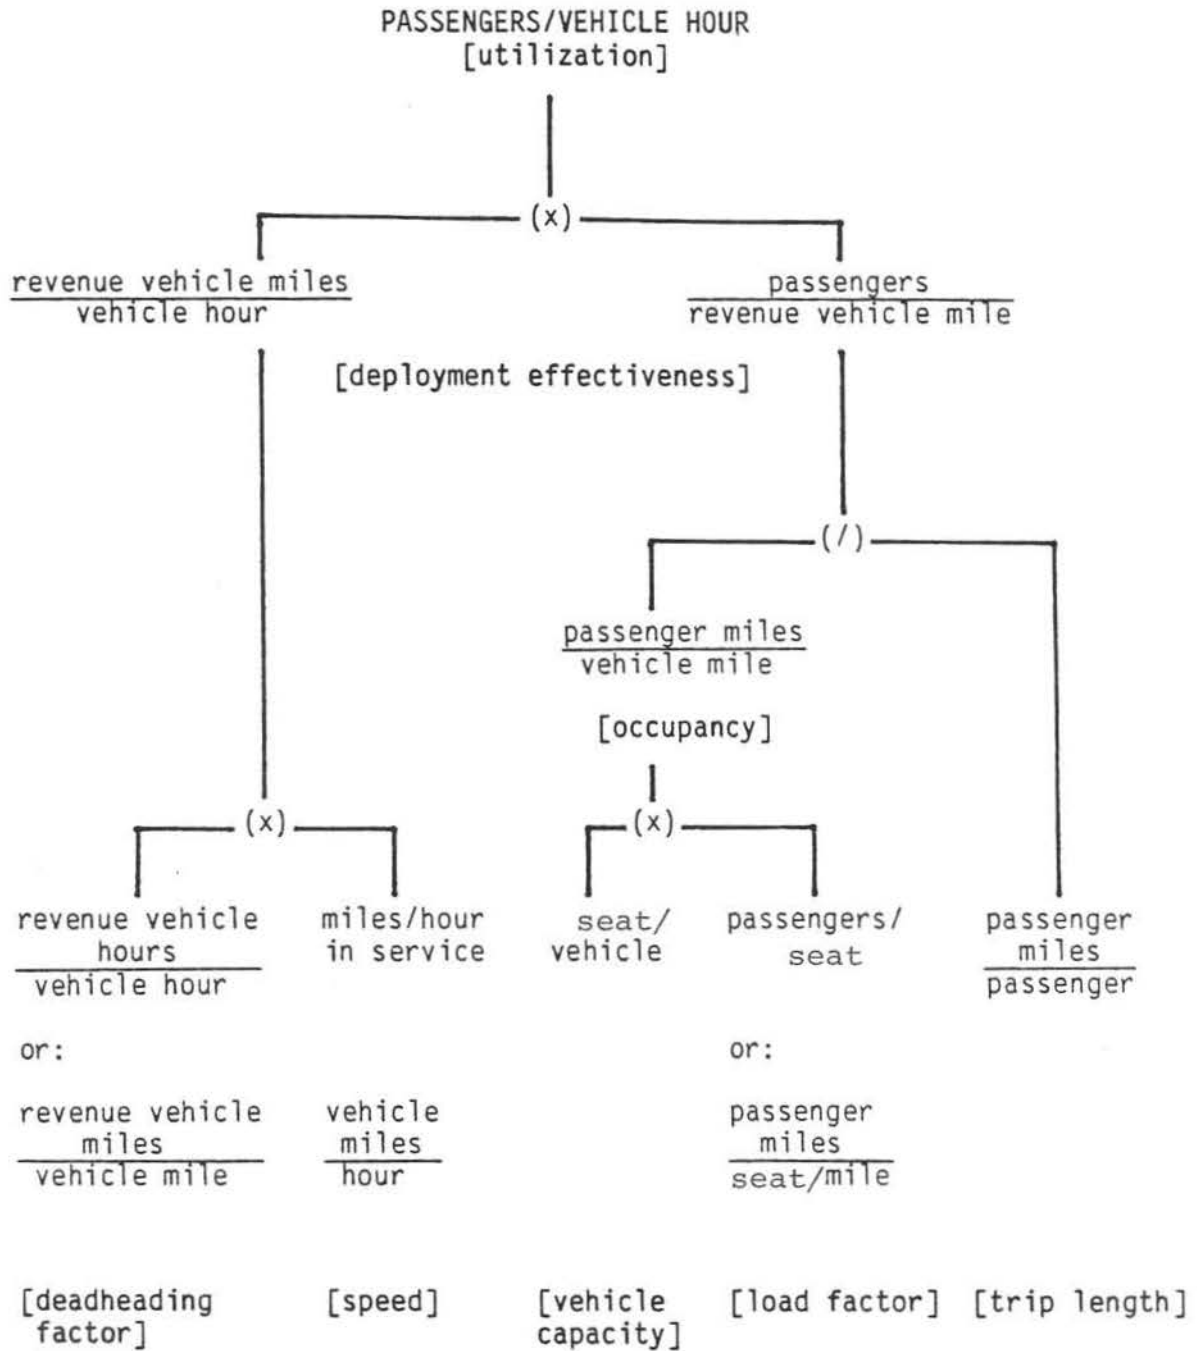 PASSENGERS/VEHICLE HOUR
[utilization]
(x)
revenue vehicle miles
vehicle hour
passengers
revenue vehicle mile
[deployment effectiveness]
(/)
passenger miles
vehicle mile
[occupancy]
(x)
(x)
revenue vehicle
hours
vehicle hour
miles/hour
in service
seat/
vehicle
passengers/
seat
passenger
miles
passenger
or:
or:
revenue vehicle
miles
vehicle mile
vehicle
miles
hour
passenger
miles
seat/mile
[deadheading
factor]
[speed]
[vehicle
capacity]
[load factor]
[trip length]